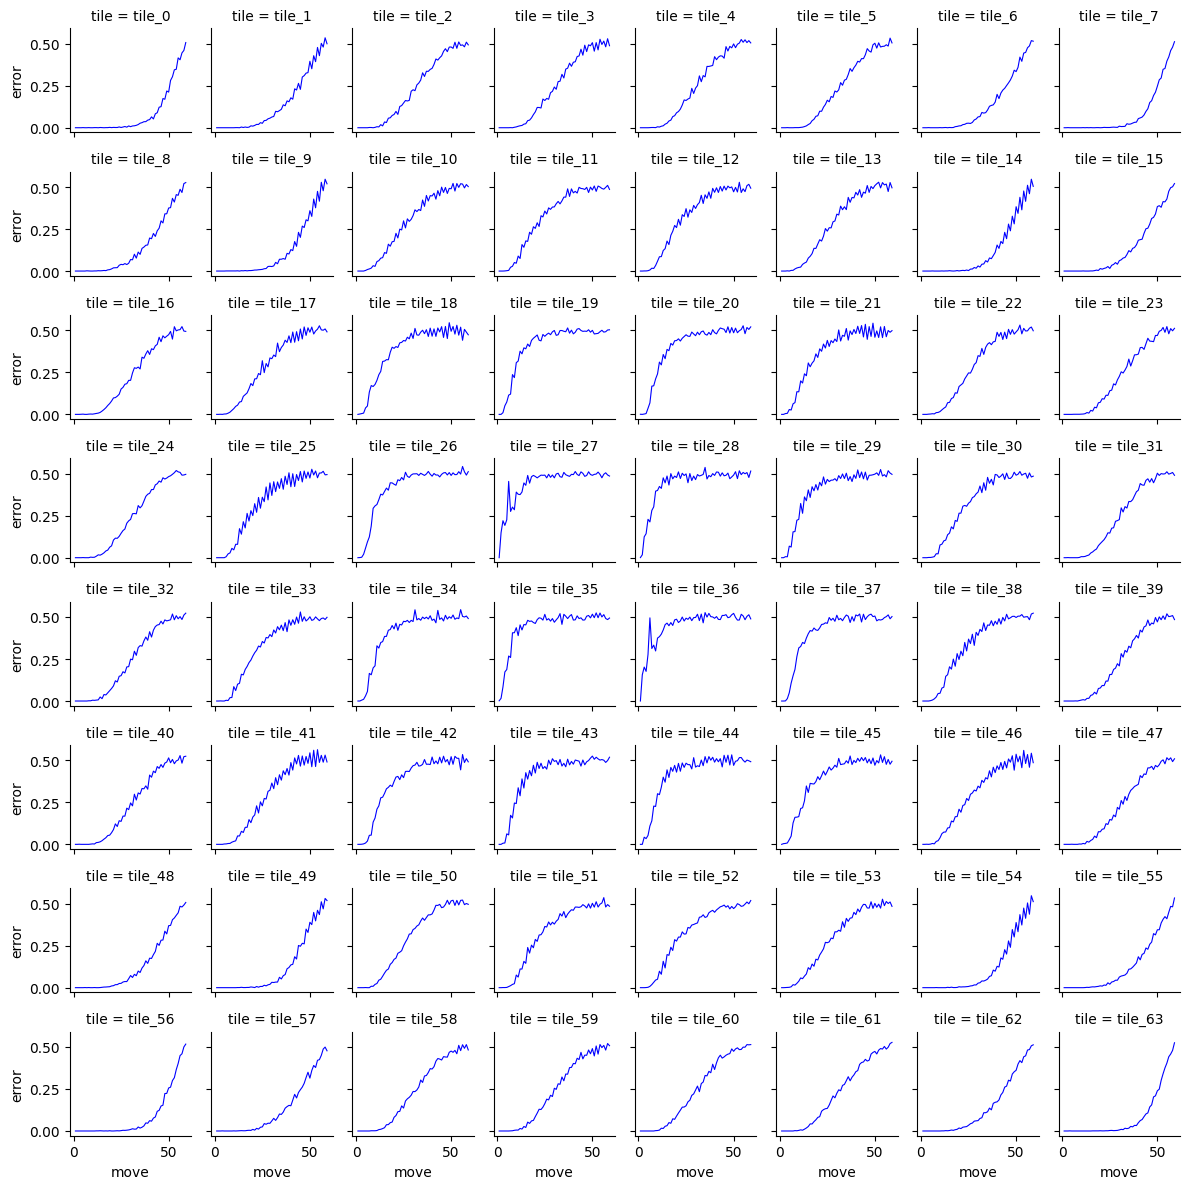 tile = tile_0 tile = tile_1 tile = tile_2 tile = tile_3 tile = tile_4 tile = tile_5 tile = tile_6 tile = tile_7
0.50
0.25
0.00
error
tile = tile_8 tile = tile_9 tile = tile_10 tile = tile_11 tile = tile_12 tile = tile_13 tile = tile_14 tile = tile_15
0.50
0.25
0.00
error
tile = tile_16 tile = tile_17 tile = tile_18 tile = tile_19 tile = tile_20 tile = tile_21 tile = tile_22 tile = tile_23
0.50
0.25
0.00
error
tile = tile_24 tile = tile_25 tile = tile_26 tile = tile_27 tile = tile_28 tile = tile_29 tile = tile_30 tile = tile_31
0.50
0.25
0.00
error
tile = tile_32 tile = tile_33 tile = tile_34 tile = tile_35 tile = tile_36 tile = tile_37 tile = tile_38 tile = tile_39
0.50
0.25
0.00
error
tile = tile_40 tile = tile_41 tile = tile_42 tile = tile_43 tile = tile_44 tile = tile_45 tile = tile_46 tile = tile_47
0.50
0.25
0.00
error
tile = tile_48 tile = tile_49 tile = tile_50 tile = tile_51 tile = tile_52 tile = tile_53 tile = tile_54 tile = tile_55
0.50
0.25
0.00
error
tile = tile_56 tile = tile_57 tile = tile_58 tile = tile_59 tile = tile_60 tile = tile_61 tile = tile_62 tile = tile_63
0.50
0.25
0.00
error
0 50 0 50 0 50 0 50 0 50 0 50 0 50 0 50
move move move move move move move move